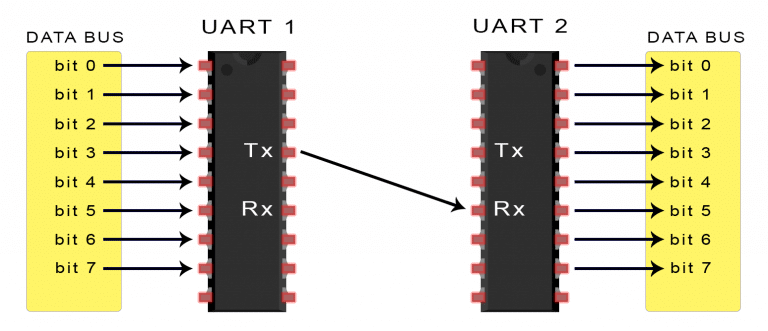 UART 1
UART 2
DATA BUS
bit 0
bit 1
bit 2
bit 3
bit 4
bit 5
bit 6
bit 7
Tx
Rx
Tx
Rx
DATA BUS
bit 0
bit 1
bit 2
bit 3
bit 4
bit 5
bit 6
bit 7